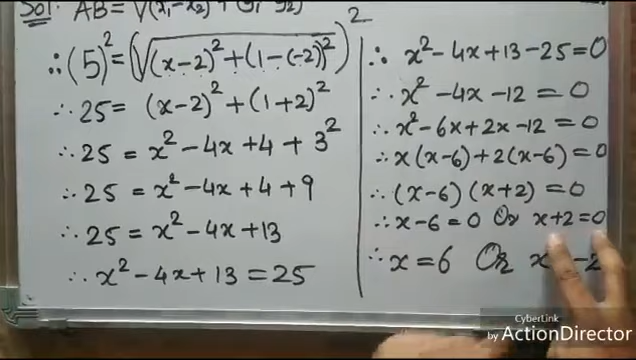 Sol: AB = √(x₁-x₂)² + (y₁ y₂)
∴ (5)² = (√(x-2)²+(1-(-2))²)²
∴ 25 = (x-2)²+(1+2)²
∴ 25 = x²-4x+4+3²
∴ 25 = x²-4x+4+9
∴ 25 = x²-4x+13
∴ x²-4x+13 = 25
∴ x²-4x+13-25=0
∴ x²-4x-12=0
∴ x²-6x+2x-12=0
∴ x(x-6)+2(x-6)=0
∴ (x-6)(x+2)=0
∴ x-6=0 Or x+2=0
∴ x=6 Or x -2
CyberLink
by ActionDirector